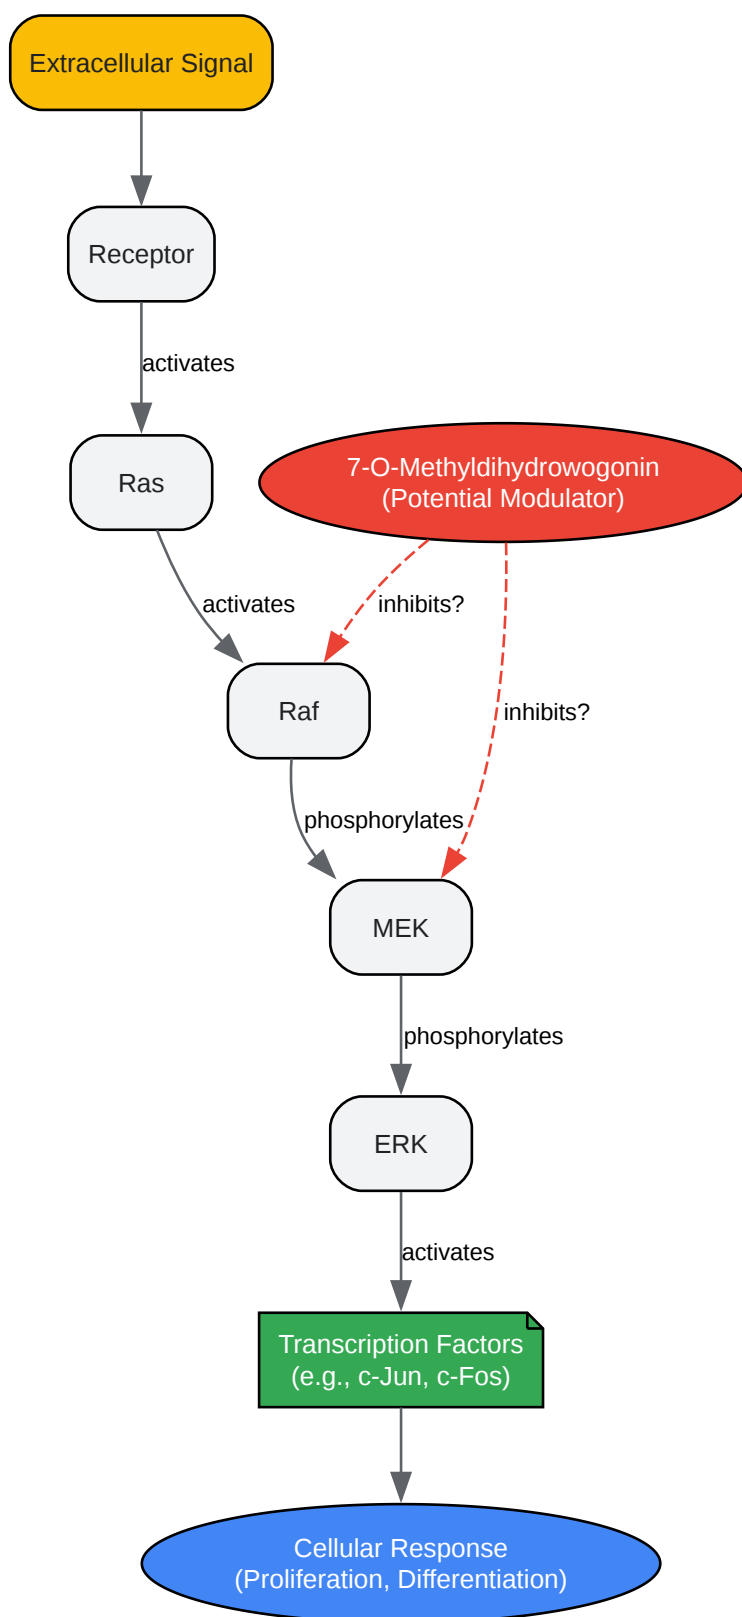 Extracellular Signal
Receptor
activates
Ras
7-O-Methyldihydrowogonin
(Potential Modulator)
activates
inhibits?
Raf
inhibits?
phosphorylates
MEK
phosphorylates
ERK
activates
Transcription Factors
(e.g., c-Jun, c-Fos)
Cellular Response
(Proliferation, Differentiation)